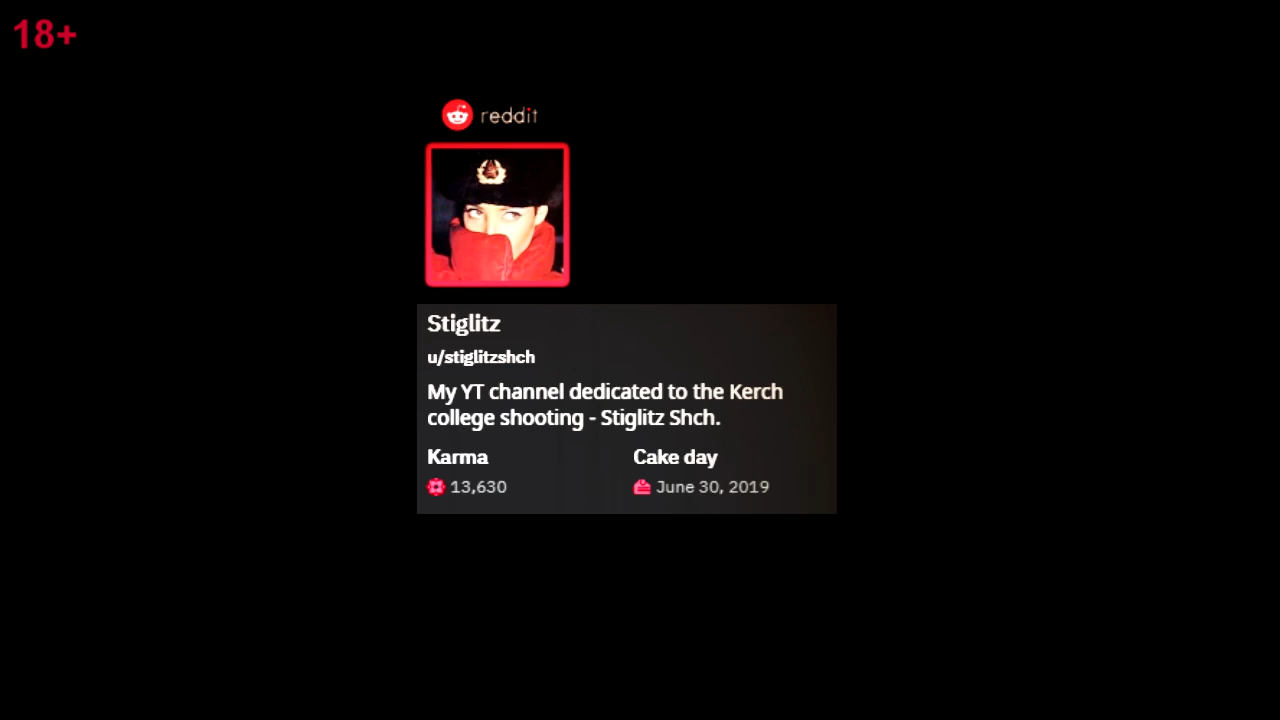 18+
reddit
Stiglitz
u/stiglitzshch
My YT channel dedicated to the Kerch
college shooting - Stiglitz Shch.
Karma
Cake day
13,630
June 30, 2019